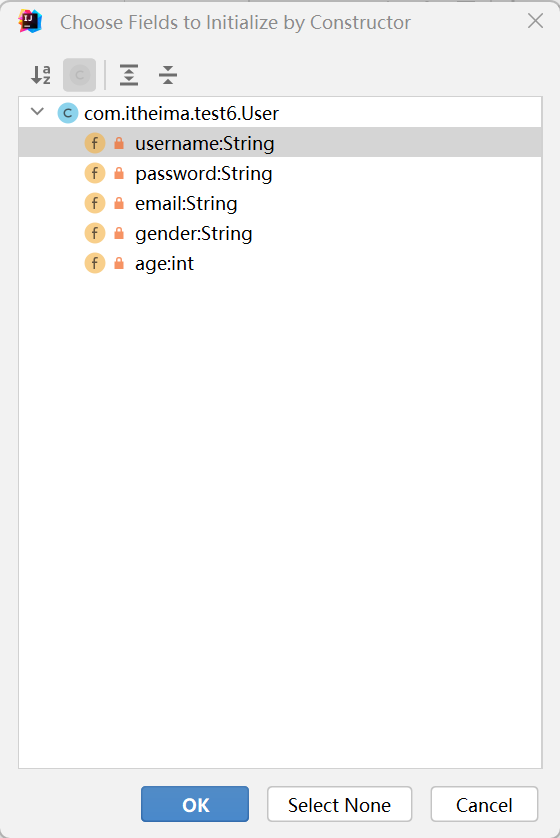 Choose Fields to Initialize by Constructor
com.itheima.test6.User
username:String
password:String
email:String
gender:String
age:int
OK
Select None
Cancel